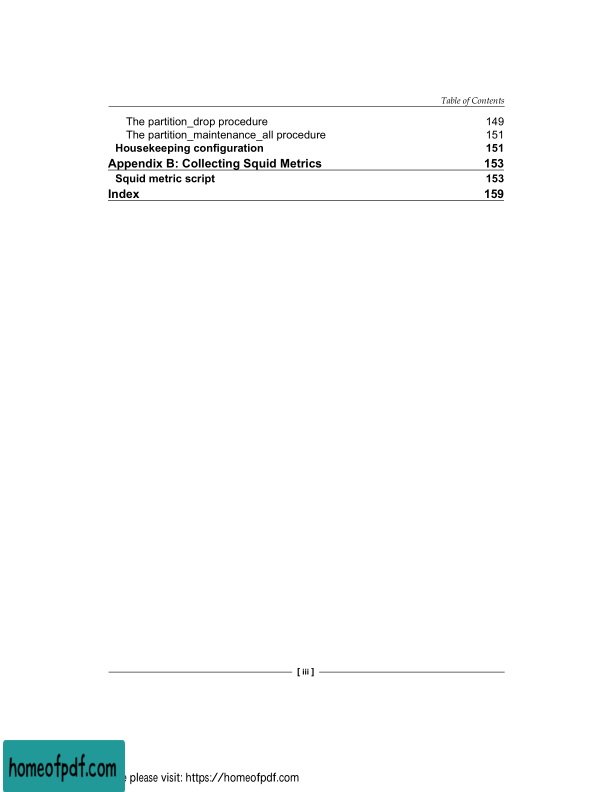 Table of Contents
The partition_drop procedure 149
The partition_maintenance_all procedure 151
Housekeeping configuration 151
Appendix B: Collecting Squid Metrics 153
Squid metric script 153
Index 159
[ iii ]
homeofpdf.com
please visit: https://homeofpdf.com